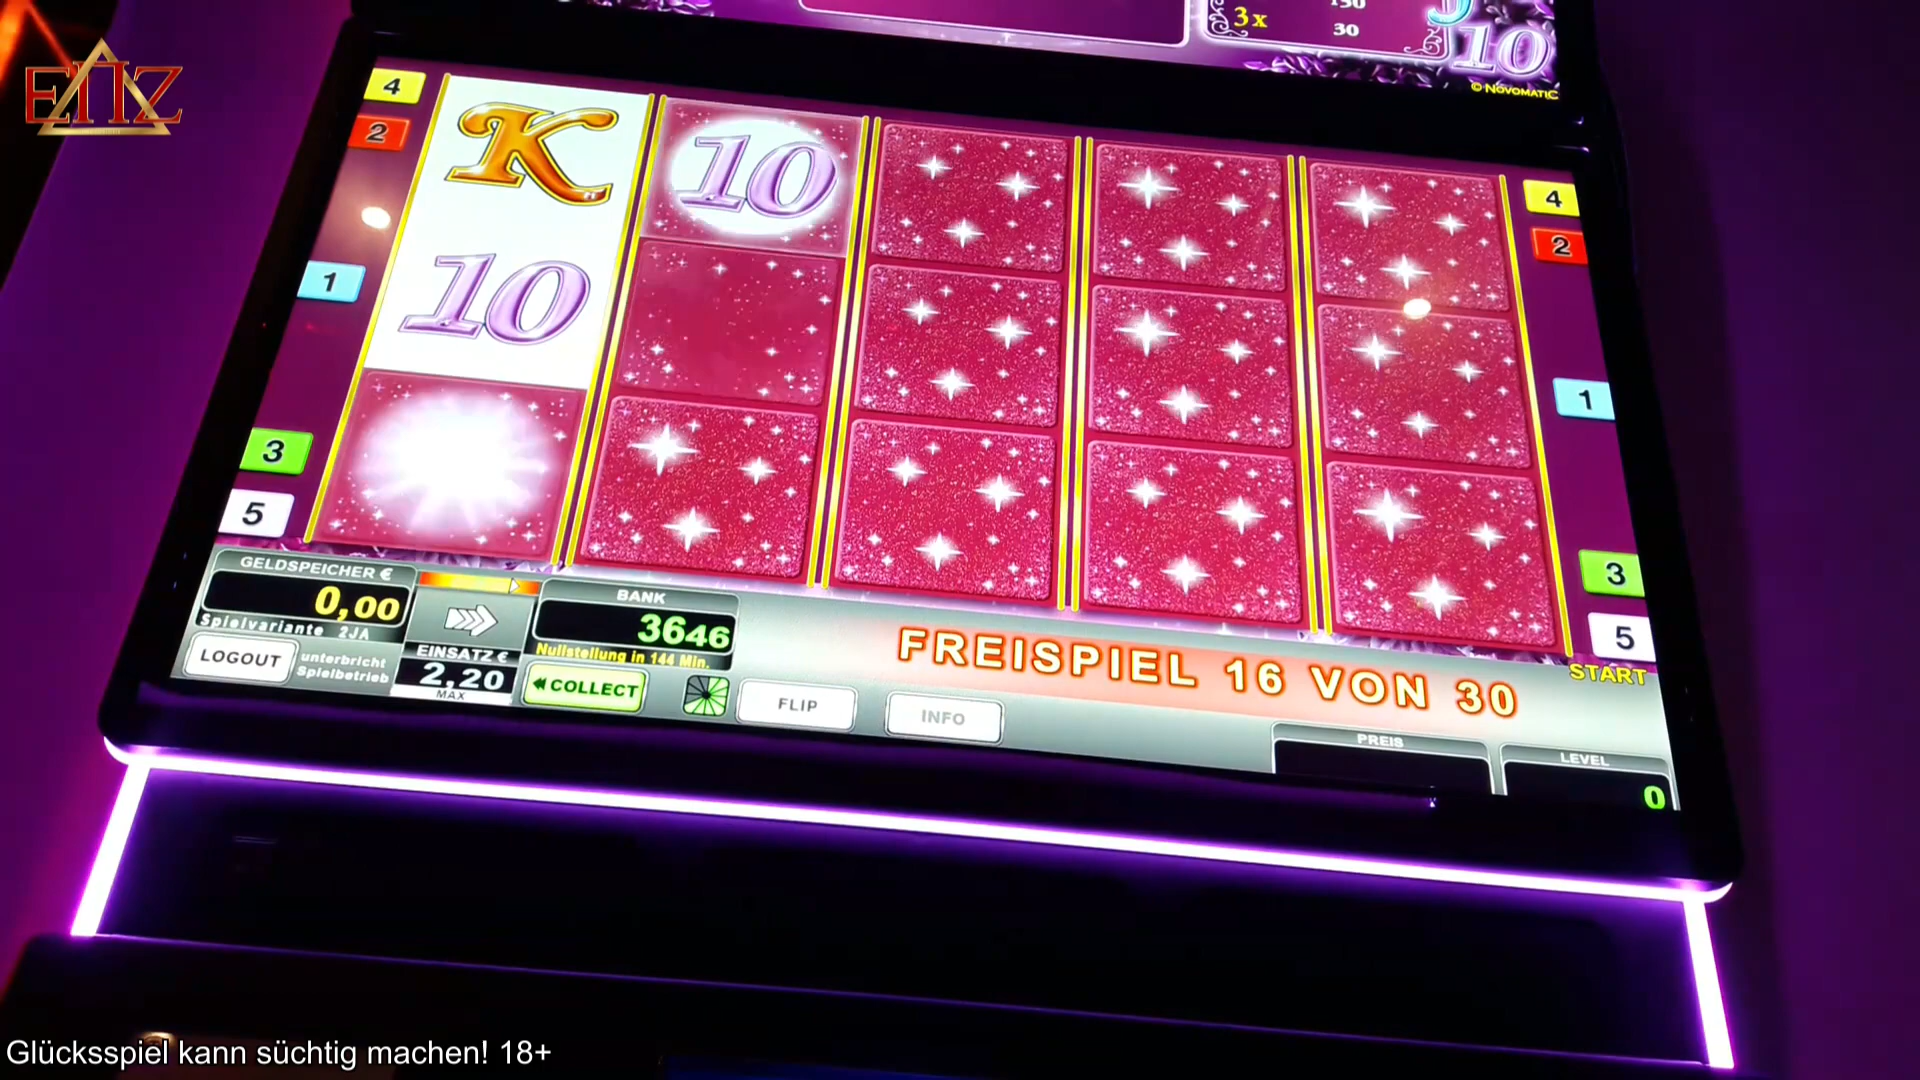 3x
150
30
J
10
© NOVOMATIC
EIIZ
4
2
1
3
5
K
10
10
4
2
1
3
5
GELDSPEICHER €
0,00
Spielvariante 2JA
LOGOUT
unterbricht
Spielbetrieb
EINSATZ €
2,20
MAX
BANK
3646
Nullstellung in 144 Min.
COLLECT
FLIP
INFO
FREISPIEL 16 VON 30
START
PREIS
LEVEL
0
Glücksspiel kann süchtig machen! 18+